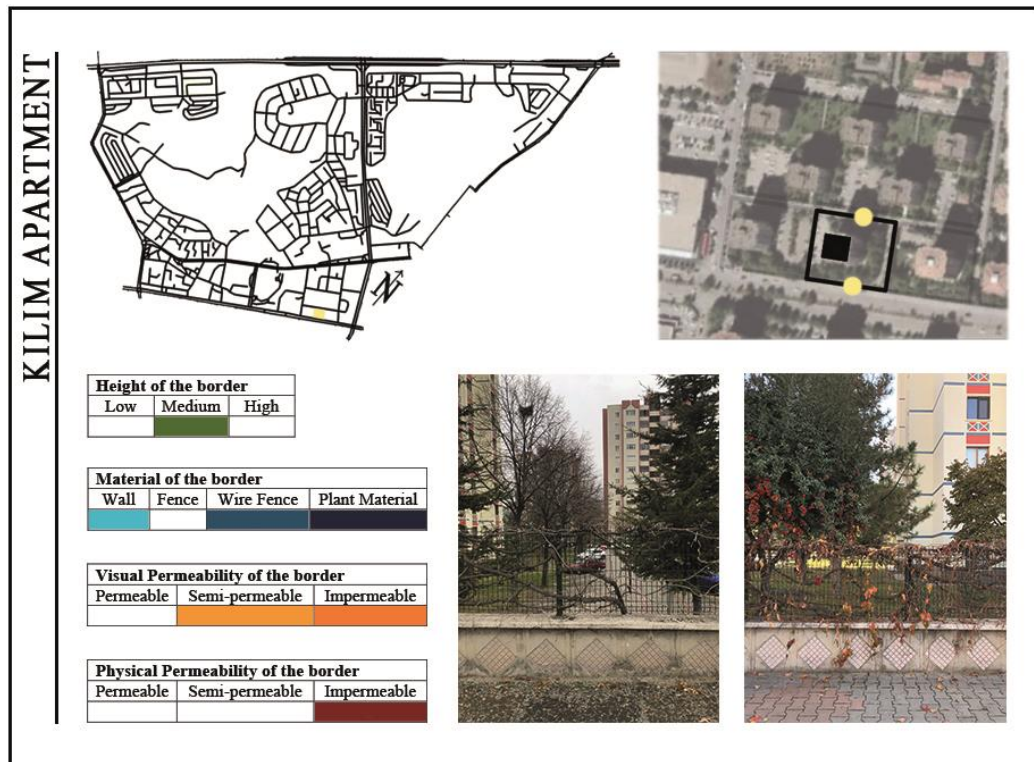 KILIM APARTMENT
N
Height of the border
Low Medium High
Material of the border
Wall Fence Wire Fence Plant Material
Visual Permeability of the border
Permeable Semi-permeable Impermeable
Physical Permeability of the border
Permeable Semi-permeable Impermeable